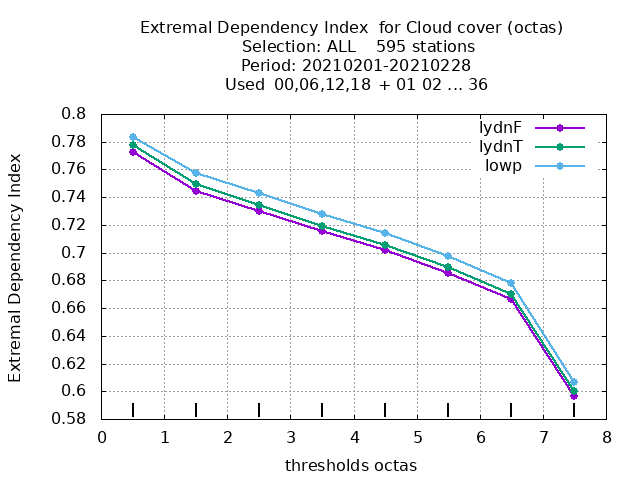 Extremal Dependency Index  for Cloud cover (octas)
Selection: ALL    595 stations
Period: 20210201-20210228
Used  00,06,12,18  + 01 02 ... 36
Extremal Dependency Index
0.8
0.78
0.76
0.74
0.72
0.7
0.68
0.66
0.64
0.62
0.6
0.58
lydnF
lydnT
lowp
0 1 2 3 4 5 6 7 8
thresholds octas